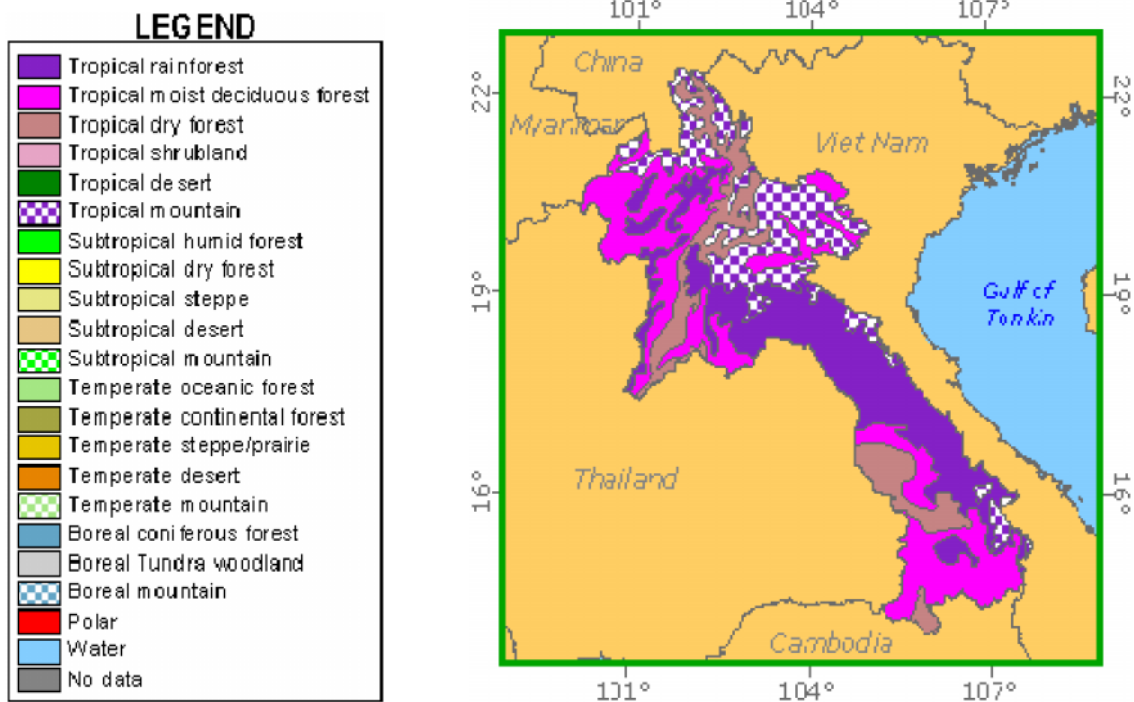 LEGEND
Tropical rainforest
Tropical moist deciduous forest
Tropical dry forest
Tropical shrubland
Tropical desert
Tropical mountain
Subtropical humid forest
Subtropical dry forest
Subtropical steppe
Subtropical desert
Subtropical mountain
Temperate oceanic forest
Temperate continental forest
Temperate steppe/prairie
Temperate desert
Temperate mountain
Boreal coniferous forest
Boreal Tundra woodland
Boreal mountain
Polar
Water
No data
101° 104° 107°
China
22° 22°
Myanmar
Viet Nam
19° 19°
Gulf of
Tonkin
Thailand
16° 16°
Cambodia
101° 104° 107°